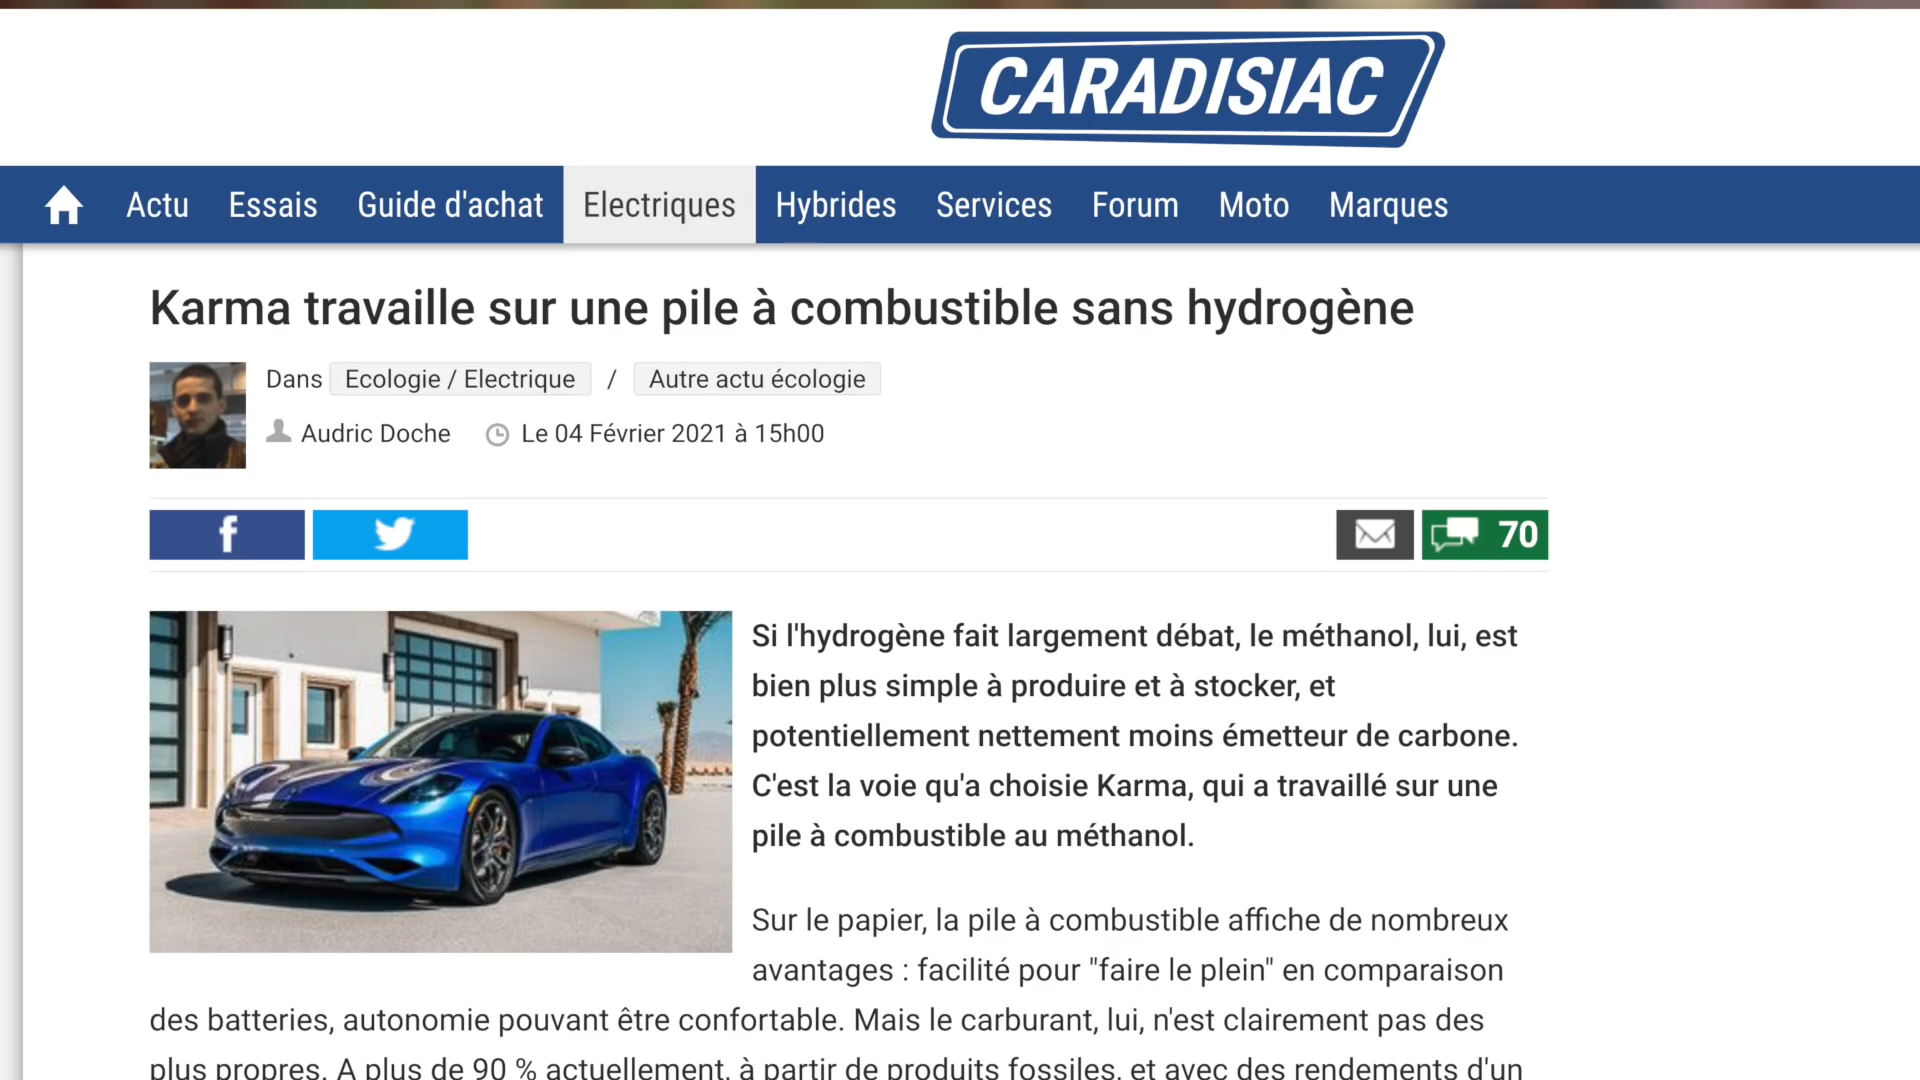 CARADISIAC
Actu Essais Guide d'achat Electriques Hybrides Services Forum Moto Marques
Karma travaille sur une pile à combustible sans hydrogène
Dans Ecologie / Electrique / Autre actu écologie
Audric Doche Le 04 Février 2021 à 15h00
f 70
Si l'hydrogène fait largement débat, le méthanol, lui, est
bien plus simple à produire et à stocker, et
potentiellement nettement moins émetteur de carbone.
C'est la voie qu'a choisie Karma, qui a travaillé sur une
pile à combustible au méthanol.
Sur le papier, la pile à combustible affiche de nombreux
avantages : facilité pour "faire le plein" en comparaison
des batteries, autonomie pouvant être confortable. Mais le carburant, lui, n'est clairement pas des
plus propres. A plus de 90 % actuellement, à partir de produits fossiles, et avec des rendements d'un